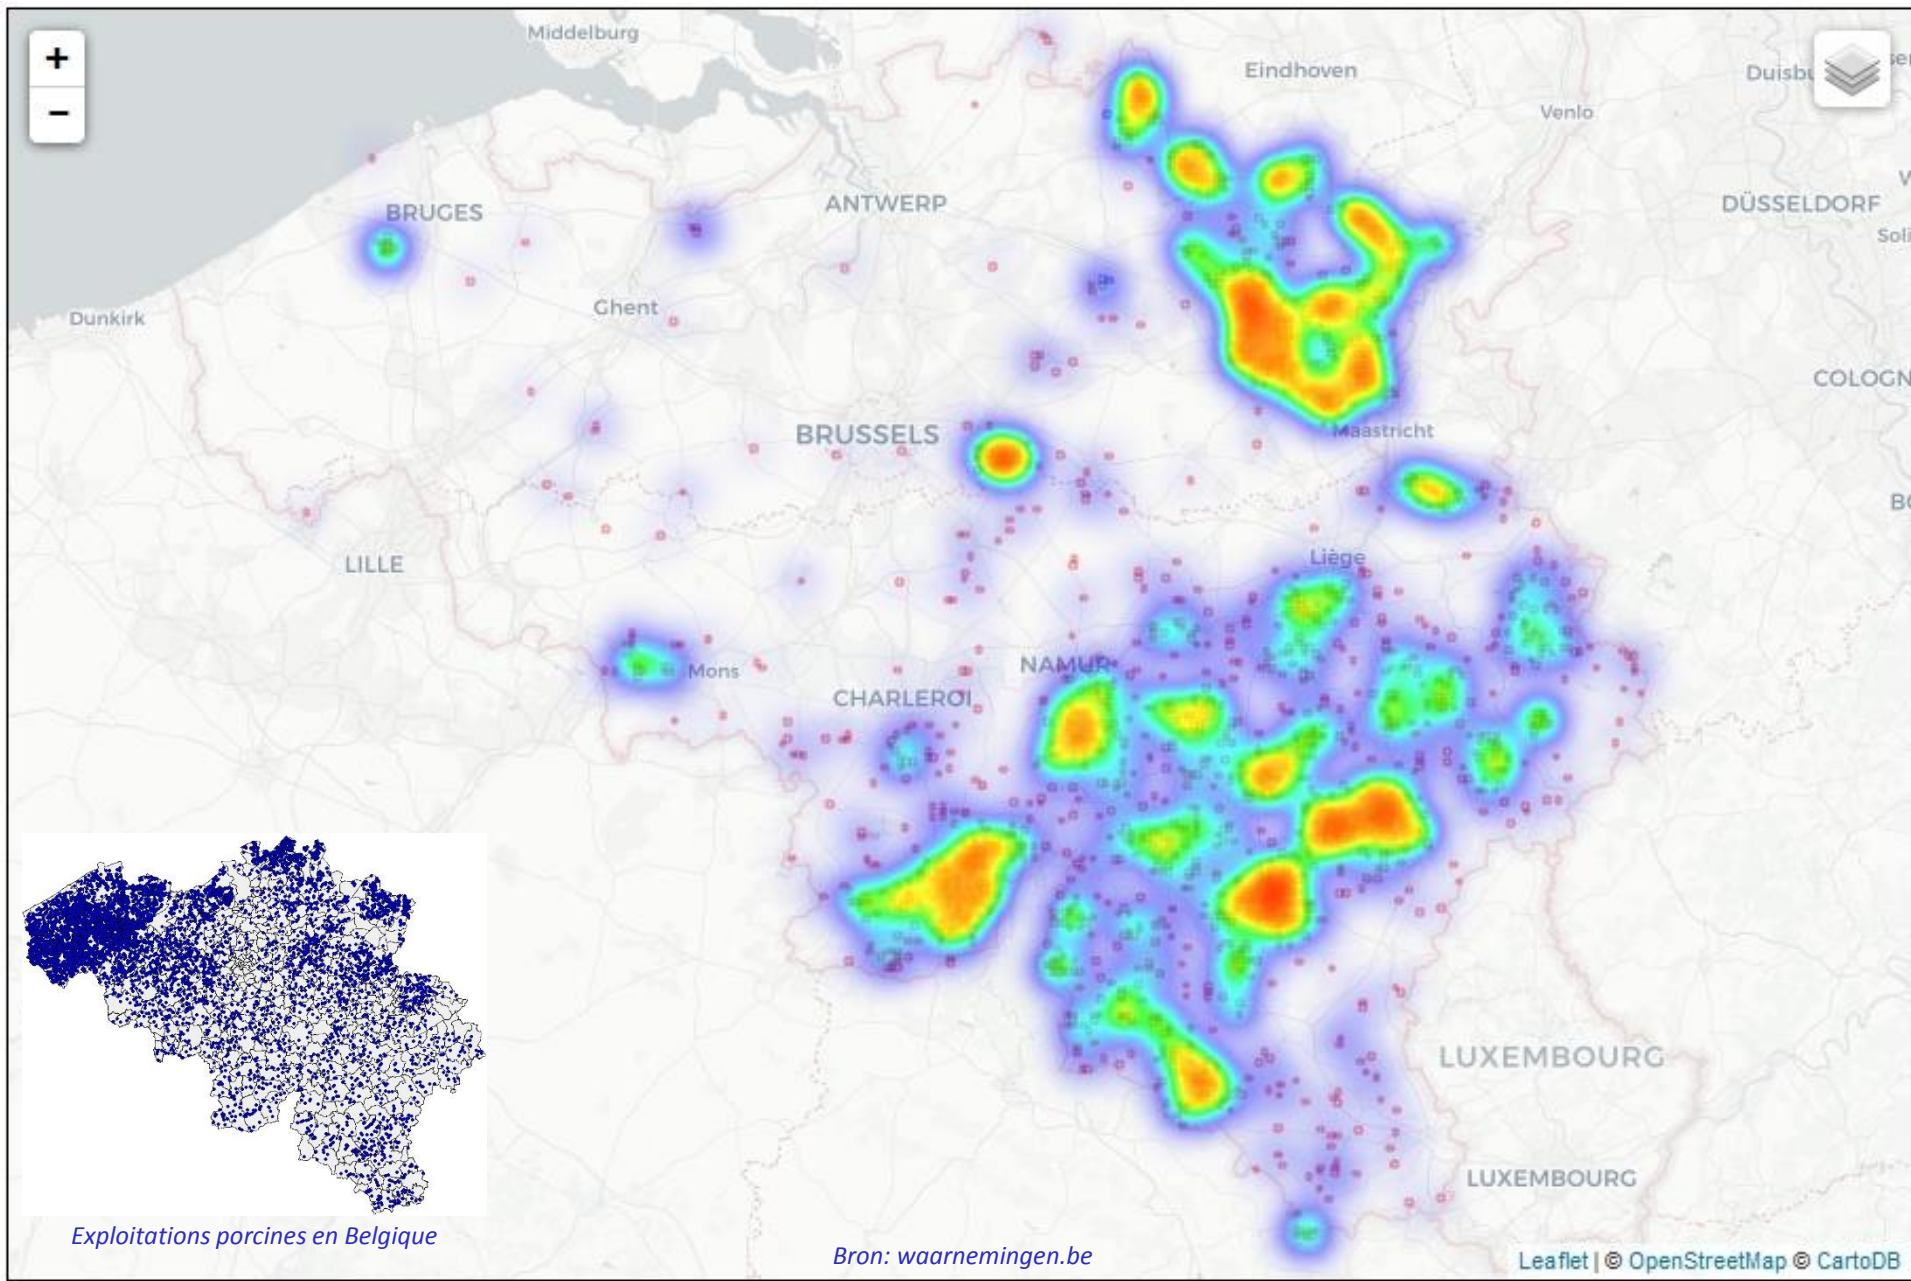 +
−
Middelburg
Eindhoven
Duisbu
Venlo
BRUGES
ANTWERP
DÜSSELDORF
Soli
Ghent
Dunkirk
COLOGN
BRUSSELS
Maastricht
LILLE
Liège
Mons
NAMUR
CHARLEROI
LUXEMBOURG
LUXEMBOURG
Exploitations porcines en Belgique
Bron: waarnemingen.be
Leaflet | © OpenStreetMap © CartoDB